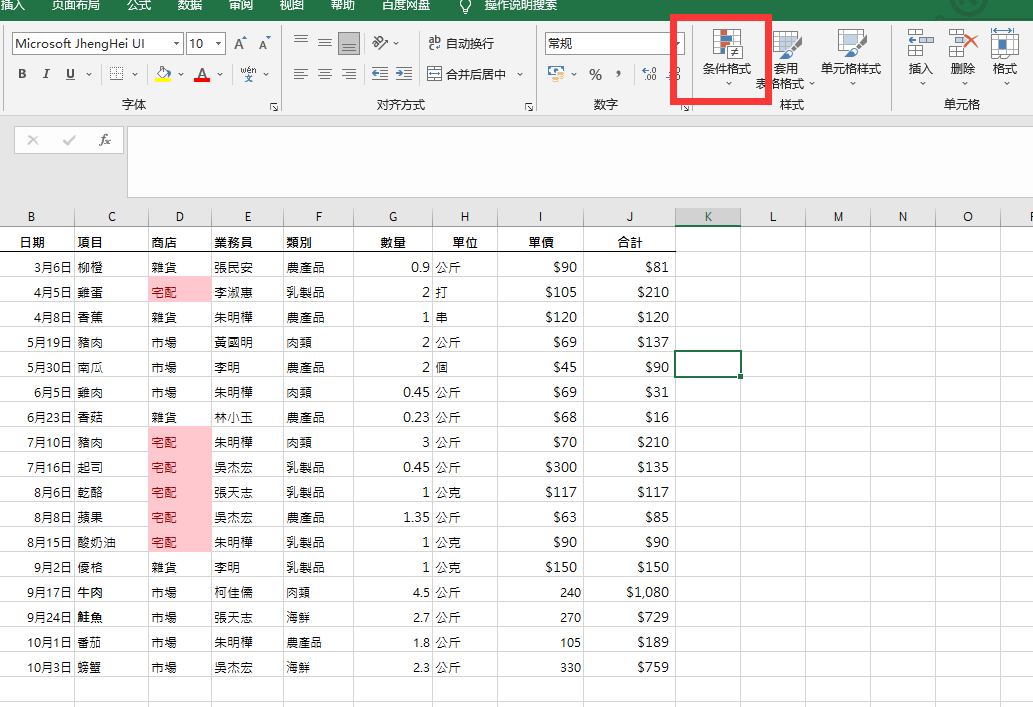 插入 页面布局 公式 数据 审阅 视图 帮助 百度网盘 操作说明搜索
Microsoft JhengHei UI 10 A A ab 自动换行 常规 条件格式 套用 表格格式 单元格样式 插入 删除 格式
B I U A wén 文 合并后居中 % , .00
字体 对齐方式 数字 样式 单元格
fx
B C D E F G H I J K L M N O
日期 項目 商店 業務員 類別 數量 單位 單價 合計
3月6日 柳橙 雜貨 張民安 農產品 0.9 公斤 $90 $81
4月5日 雞蛋 宅配 李淑惠 乳製品 2 打 $105 $210
4月8日 香蕉 雜貨 朱明樺 農產品 1 串 $120 $120
5月19日 豬肉 市場 黃國明 肉類 2 公斤 $69 $137
5月30日 南瓜 市場 李明 農產品 2 個 $45 $90
6月5日 雞肉 市場 朱明樺 肉類 0.45 公斤 $69 $31
6月23日 香菇 雜貨 林小玉 農產品 0.23 公斤 $68 $16
7月10日 豬肉 宅配 朱明樺 肉類 3 公斤 $70 $210
7月16日 起司 宅配 吳杰宏 乳製品 0.45 公斤 $300 $135
8月6日 乾酪 宅配 張天志 乳製品 1 公克 $117 $117
8月8日 蘋果 宅配 吳杰宏 農產品 1.35 公斤 $63 $85
8月15日 酸奶油 宅配 朱明樺 乳製品 1 公克 $90 $90
9月2日 優格 雜貨 李明 乳製品 1 公克 $150 $150
9月17日 牛肉 市場 柯佳儒 肉類 4.5 公斤 240 $1,080
9月24日 鮭魚 市場 張天志 海鮮 2.7 公斤 270 $729
10月1日 番茄 市場 朱明樺 農產品 1.8 公斤 105 $189
10月3日 螃蟹 市場 吳杰宏 海鮮 2.3 公斤 330 $759